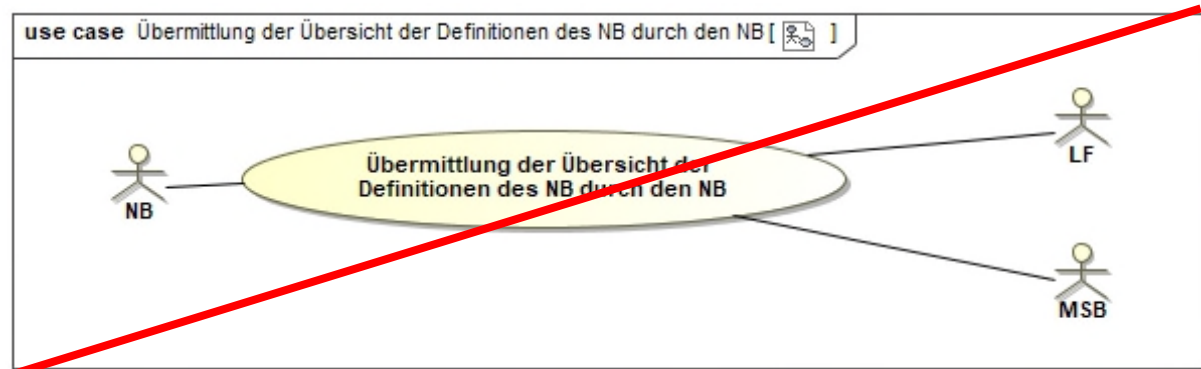 use case Übermittlung der Übersicht der Definitionen des NB durch den NB [ ]
LF
Übermittlung der Übersicht der
Definitionen des NB durch den NB
NB
MSB